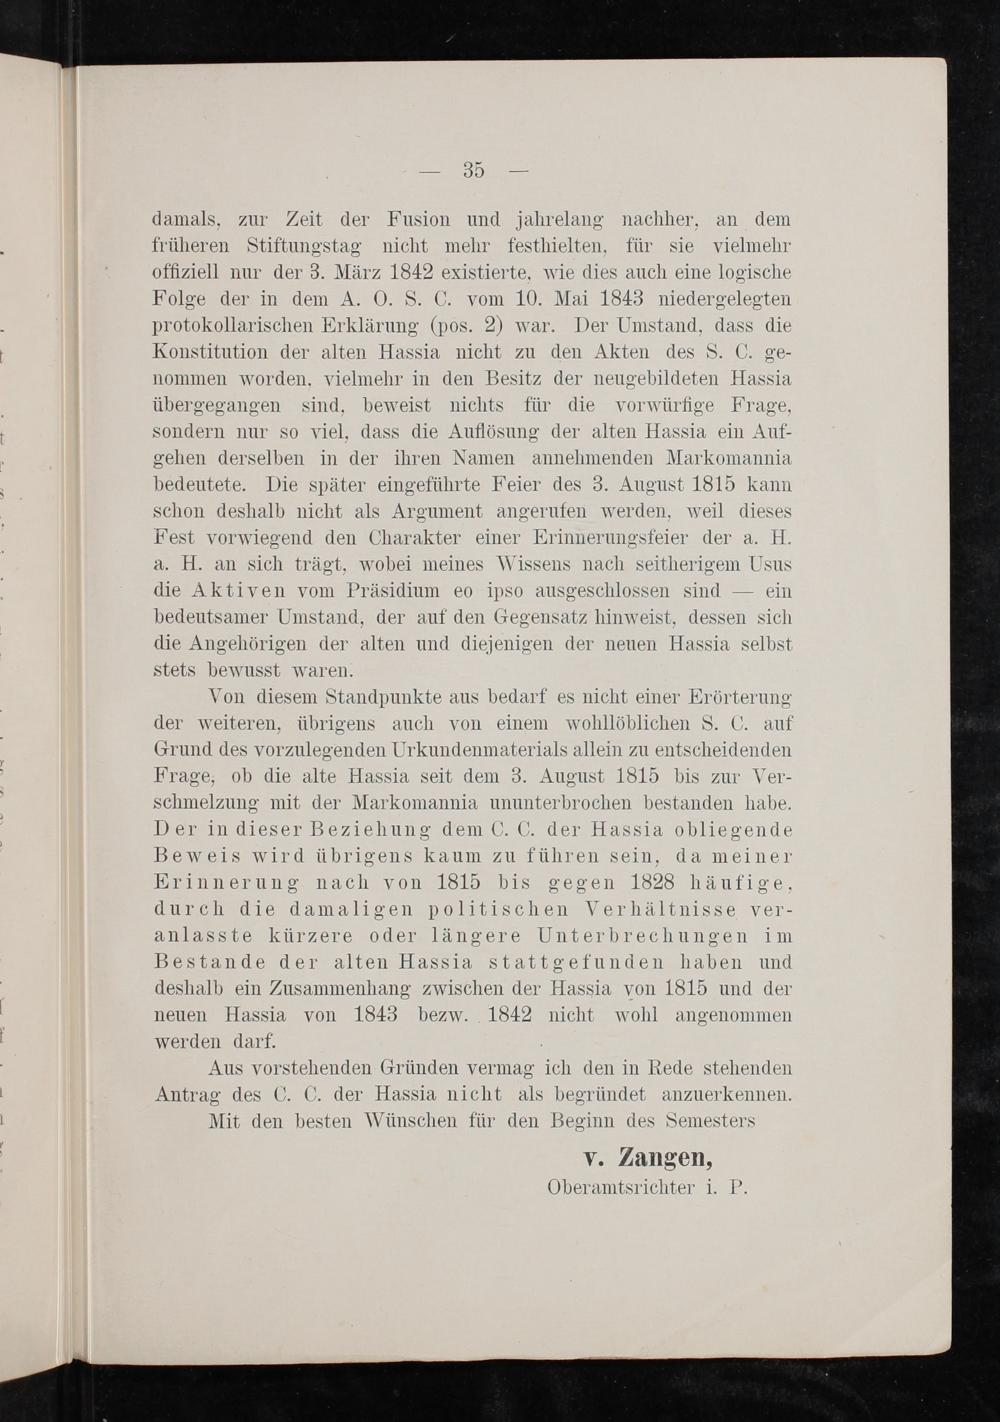 — 35 —
damals, zur Zeit der Fusion und jahrelang nachher, an dem
früheren Stiftungstag nicht mehr festhielten, für sie vielmehr
offiziell nur der 3. März 1842 existierte, wie dies auch eine logische
Folge der in dem A. O. S. C. vom 10. Mai 1843 niedergelegten
protokollarischen Erklärung (pos. 2) war. Der Umstand, dass die
Konstitution der alten Hassia nicht zu den Akten des S. C. ge-
nommen worden, vielmehr in den Besitz der neugebildeten Hassia
übergegangen sind, beweist nichts für die vorwürfige Frage,
sondern nur so viel, dass die Auflösung der alten Hassia ein Auf-
gehen derselben in der ihren Namen annehmenden Markomannia
bedeutete. Die später eingeführte Feier des 3. August 1815 kann
schon deshalb nicht als Argument angerufen werden, weil dieses
Fest vorwiegend den Charakter einer Erinnerungsfeier der a. H.
a. H. an sich trägt, wobei meines Wissens nach seitherigem Usus
die Aktiven vom Präsidium eo ipso ausgeschlossen sind — ein
bedeutsamer Umstand, der auf den Gegensatz hinweist, dessen sich
die Angehörigen der alten und diejenigen der neuen Hassia selbst
stets bewusst waren.
Von diesem Standpunkte aus bedarf es nicht einer Erörterung
der weiteren, übrigens auch von einem wohllöblichen S. C. auf
Grund des vorzulegenden Urkundenmaterials allein zu entscheidenden
Frage, ob die alte Hassia seit dem 3. August 1815 bis zur Ver-
schmelzung mit der Markomannia ununterbrochen bestanden habe.
Der in dieser Beziehung dem C. C. der Hassia obliegende
Beweis wird übrigens kaum zu führen sein, da meiner
Erinnerung nach von 1815 bis gegen 1828 häufige,
durch die damaligen politischen Verhältnisse ver-
anlasste kürzere oder längere Unterbrechungen im
Bestande der alten Hassia stattgefunden haben und
deshalb ein Zusammenhang zwischen der Hassia von 1815 und der
neuen Hassia von 1843 bezw. 1842 nicht wohl angenommen
werden darf.
Aus vorstehenden Gründen vermag ich den in Rede stehenden
Antrag des C. C. der Hassia nicht als begründet anzuerkennen.
Mit den besten Wünschen für den Beginn des Semesters
v. Zangen,
Oberamtsrichter i. P.